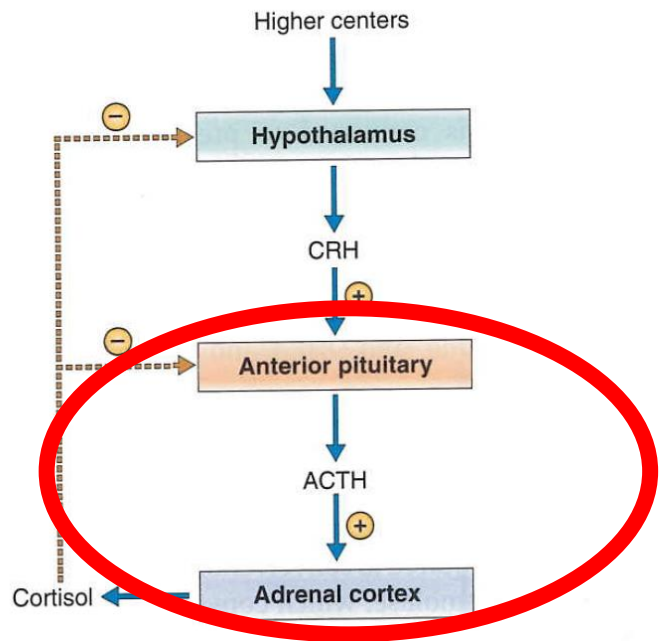 Higher centers
−
Hypothalamus
CRH
+
−
Anterior pituitary
ACTH
+
Cortisol
Adrenal cortex